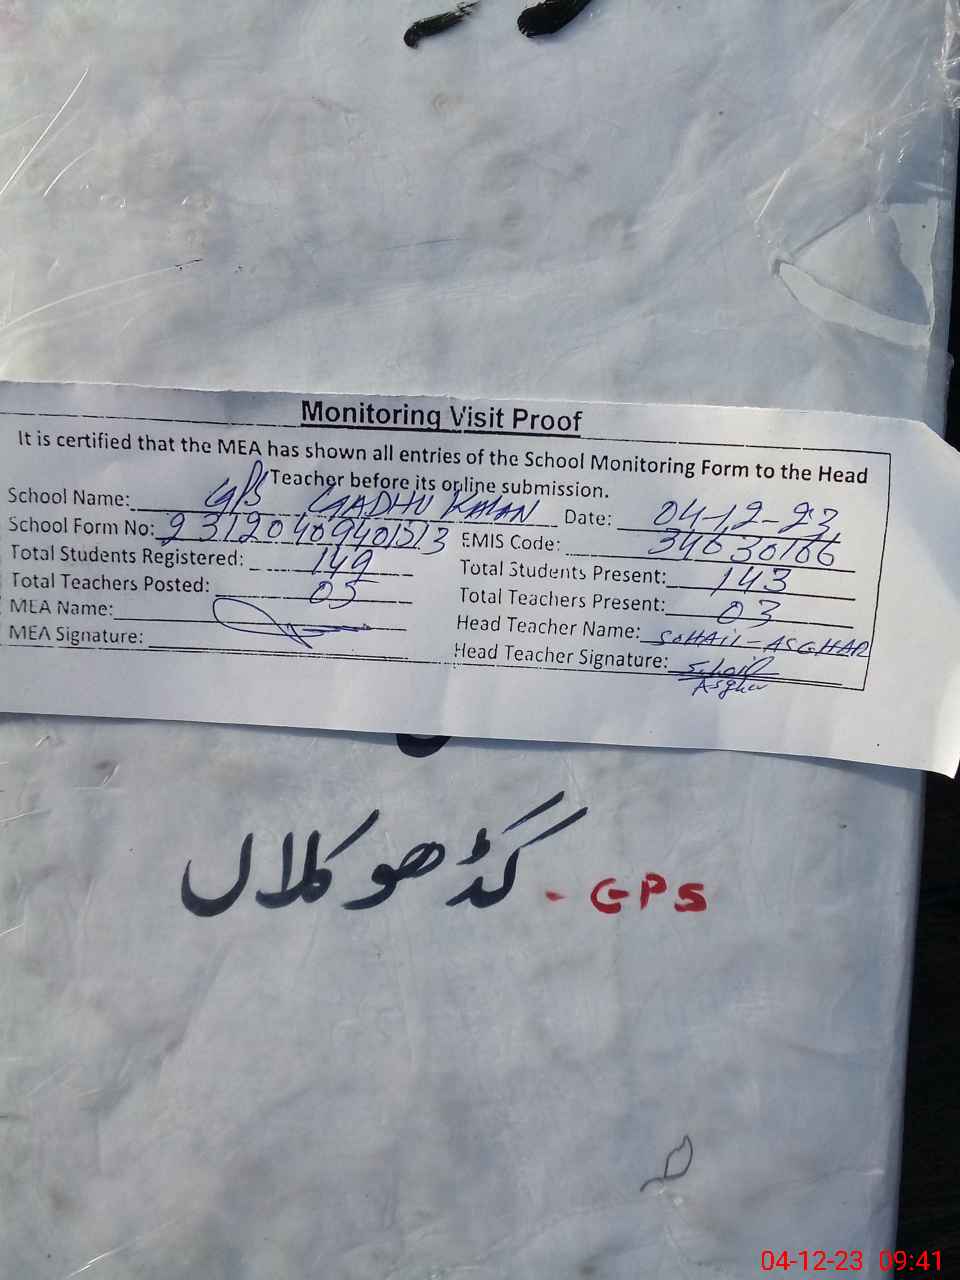 Monitoring Visit Proof
It is certified that the MEA has shown all entries of the School Monitoring Form to the Head
Teacher before its online submission.
School Name: GPS GADHU Date: 04-12-23
School Form No: EMIS Code: 34030166
Total Students Registered: 149 Total Students Present: 143
Total Teachers Posted: 05 Total Teachers Present: 03
MEA Name: Head Teacher Name: SOHAIL-ASGHAR
MEA Signature: Head Teacher Signature: Sohail
Asghar
گڈھو کلاں - GPS
04-12-23 09:41